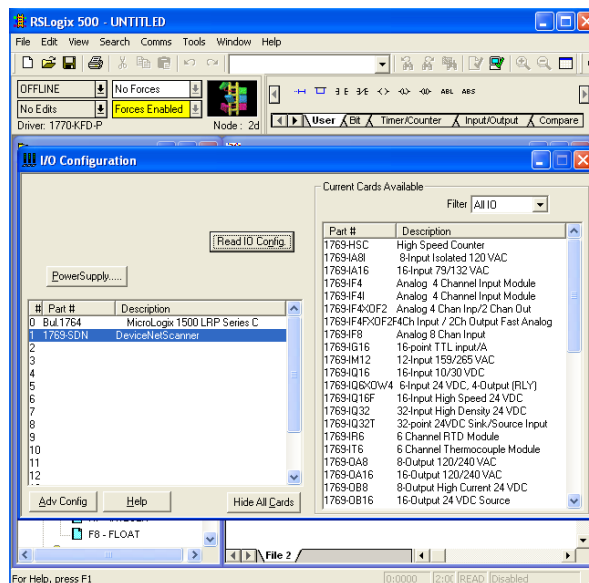 RSLogix 500 - UNTITLED
File Edit View Search Comms Tools Window Help
OFFLINE No Forces
No Edits Forces Enabled
Driver: 1770-KFD-P Node: 2d
ABL ABS
User Bit Timer/Counter Input/Output Compare
I/O Configuration
Current Cards Available
Filter All IO
Read IO Config.
PowerSupply.....
# Part # Description
0 Bul.1764 MicroLogix 1500 LRP Series C
1 1769-SDN DeviceNetScanner
2
3
4
5
6
7
8
9
10
11
12
Part # Description
1769-HSC High Speed Counter
1769-IA8I 8-Input Isolated 120 VAC
1769-IA16 16-Input 79/132 VAC
1769-IF4 Analog 4 Channel Input Module
1769-IF4I Analog 4 Channel Input Module
1769-IF4XOF2 Analog 4 Chan Inp/2 Chan Out
1769-IF4FXOF2F4Ch Input / 2Ch Output Fast Analog
1769-IF8 Analog 8 Chan Input
1769-IG16 16-point TTL input/A
1769-IM12 12-Input 159/265 VAC
1769-IQ16 16-Input 10/30 VDC
1769-IQ6XOW4 6-Input 24 VDC, 4-Output (RLY)
1769-IQ16F 16-Input High Speed 24 VDC
1769-IQ32 32-Input High Density 24 VDC
1769-IQ32T 32-point 24VDC Sink/Source Input
1769-IR6 6 Channel RTD Module
1769-IT6 6 Channel Thermocouple Module
1769-OA8 8-Output 120/240 VAC
1769-OA16 16-Output 120/240 VAC
1769-OB8 8-Output High Current 24 VDC
1769-OB16 16-Output 24 VDC Source
Adv Config Help Hide All Cards
F8 - FLOAT
File 2
For Help, press F1 0:0000 2:00 READ Disabled